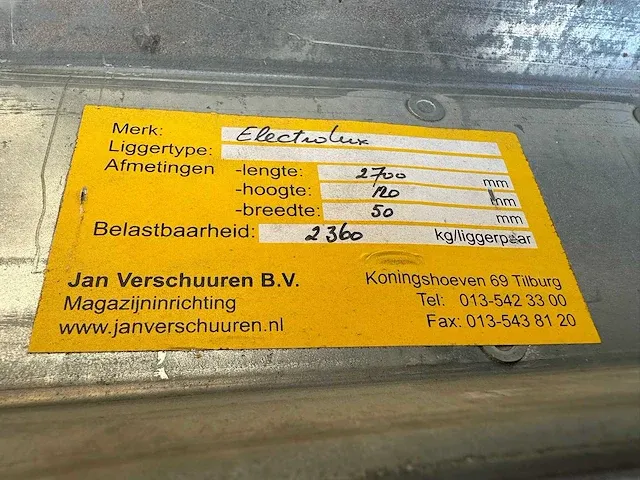 Merk: Electrolux
Liggertype:
Afmetingen -lengte: 2700 mm
-hoogte: 120 mm
-breedte: 50 mm
Belastbaarheid: 2360 kg/liggerpaar
Jan Verschuuren B.V. Koningshoeven 69 Tilburg
Magazijninrichting Tel: 013-542 33 00
www.janverschuuren.nl Fax: 013-543 81 20